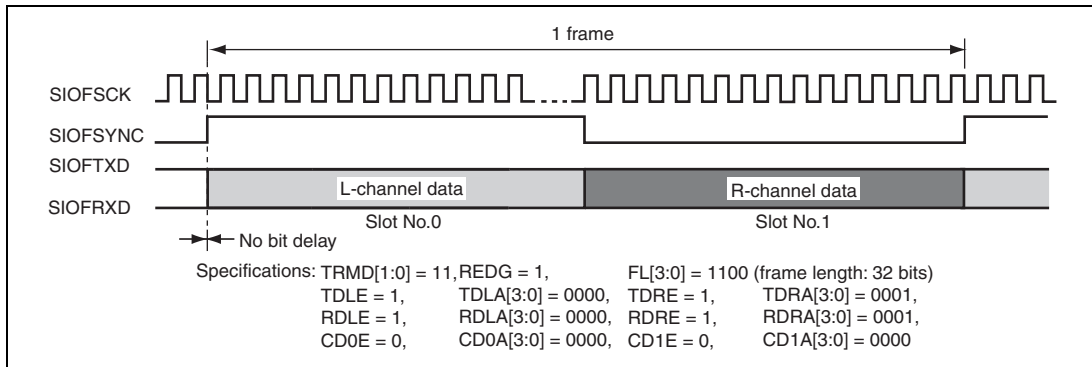 1 frame
SIOFSCK
SIOFSYNC
SIOFTXD
SIOFRXD
L-channel data
R-channel data
Slot No.0
Slot No.1
No bit delay
Specifications: TRMD[1:0] = 11, REDG = 1, FL[3:0] = 1100 (frame length: 32 bits)
TDLE = 1, TDLA[3:0] = 0000, TDRE = 1, TDRA[3:0] = 0001,
RDLE = 1, RDLA[3:0] = 0000, RDRE = 1, RDRA[3:0] = 0001,
CD0E = 0, CD0A[3:0] = 0000, CD1E = 0, CD1A[3:0] = 0000